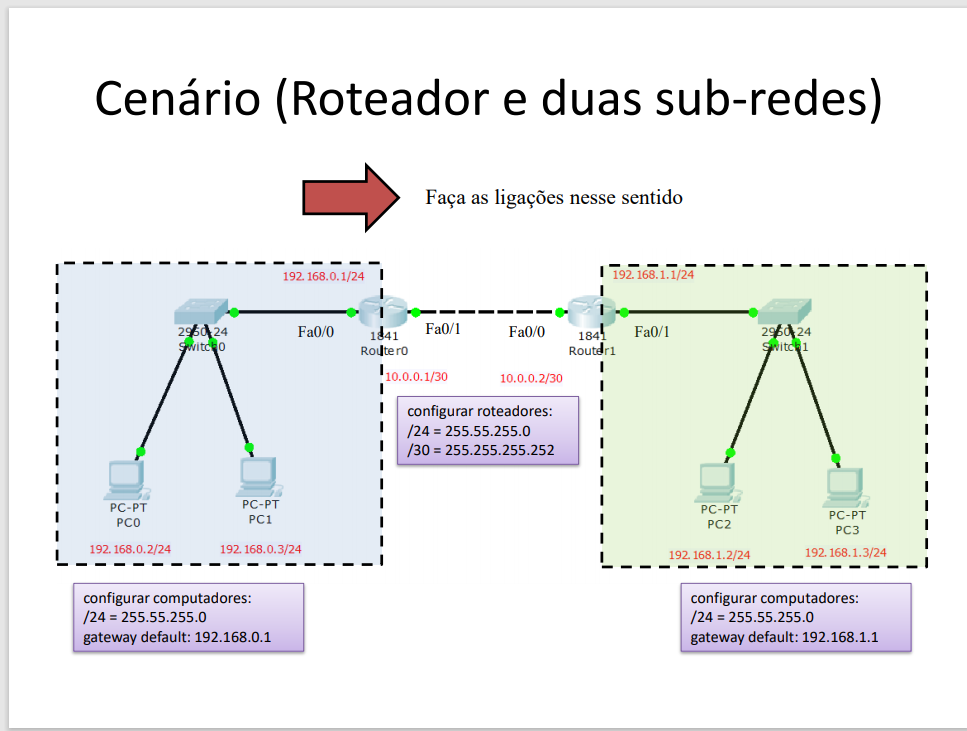 Cenário (Roteador e duas sub-redes)
Faça as ligações nesse sentido
192.168.0.1/24
192.168.1.1/24
2950-24
Switch0
Fa0/0
1841
Router0
Fa0/1
Fa0/0
1841
Router1
Fa0/1
2950-24
Switch1
10.0.0.1/30
10.0.0.2/30
configurar roteadores:
/24 = 255.55.255.0
/30 = 255.255.255.252
PC-PT
PC0
PC-PT
PC1
PC-PT
PC2
PC-PT
PC3
192.168.0.2/24
192.168.0.3/24
192.168.1.2/24
192.168.1.3/24
configurar computadores:
/24 = 255.55.255.0
gateway default: 192.168.0.1
configurar computadores:
/24 = 255.55.255.0
gateway default: 192.168.1.1